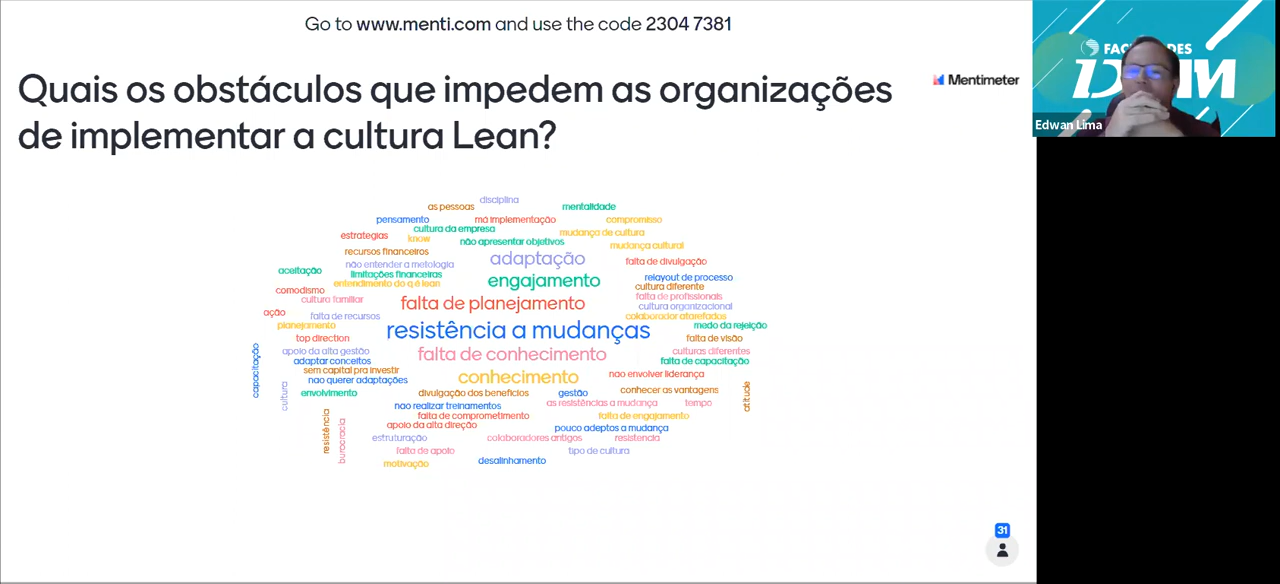 Go to www.menti.com and use the code 2304 7381
Quais os obstáculos que impedem as organizações
de implementar a cultura Lean?
Mentimeter
FACULDADES
IDAAM
Edwan Lima
disciplina
as pessoas
mentalidade
pensamento
má implementação
compromisso
cultura da empresa
mudança de cultura
estrategias
know
não apresentar objetivos
mudança cultural
recursos financeiros
adaptação
falta de divulgação
não entender a metologia
aceitação
limitações financeiras
engajamento
relayout de processo
entendimento do q é lean
cultura diferente
comodismo
cultura familiar
falta de planejamento
falta de profissionais
cultura organizacional
ação
falta de recursos
colaborador atarefados
planejamento
resistência a mudanças
medo da rejeição
top direction
falta de visão
apoio da alta gestão
falta de conhecimento
culturas diferentes
adaptar conceitos
falta de capacitação
capacitação
sem capital pra investir
conhecimento
não envolver liderança
não querer adaptações
cultura
envolvimento
divulgação dos beneficios
gestão
conhecer as vantagens
atitude
não realizar treinamentos
as resistências a mudança
tempo
falta de comprometimento
falta de engajamento
resistência
burocracia
apoio da alta direção
pouco adeptos a mudança
estruturação
colaboradores antigos
resistencia
falta de apoio
tipo de cultura
motivação
desalinhamento
31